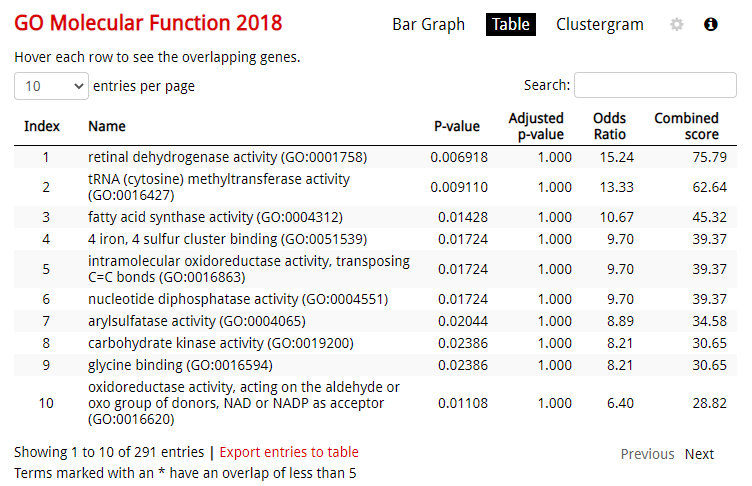 GO Molecular Function 2018
Bar Graph Table Clustergram
Hover each row to see the overlapping genes.
10 entries per page Search:
Index Name P-value Adjusted p-value Odds Ratio Combined score
1 retinal dehydrogenase activity (GO:0001758) 0.006918 1.000 15.24 75.79
2 tRNA (cytosine) methyltransferase activity (GO:0016427) 0.009110 1.000 13.33 62.64
3 fatty acid synthase activity (GO:0004312) 0.01428 1.000 10.67 45.32
4 4 iron, 4 sulfur cluster binding (GO:0051539) 0.01724 1.000 9.70 39.37
5 intramolecular oxidoreductase activity, transposing C=C bonds (GO:0016863) 0.01724 1.000 9.70 39.37
6 nucleotide diphosphatase activity (GO:0004551) 0.01724 1.000 9.70 39.37
7 arylsulfatase activity (GO:0004065) 0.02044 1.000 8.89 34.58
8 carbohydrate kinase activity (GO:0019200) 0.02386 1.000 8.21 30.65
9 glycine binding (GO:0016594) 0.02386 1.000 8.21 30.65
10 oxidoreductase activity, acting on the aldehyde or oxo group of donors, NAD or NADP as acceptor (GO:0016620) 0.01108 1.000 6.40 28.82
Showing 1 to 10 of 291 entries | Export entries to table Previous Next
Terms marked with an * have an overlap of less than 5